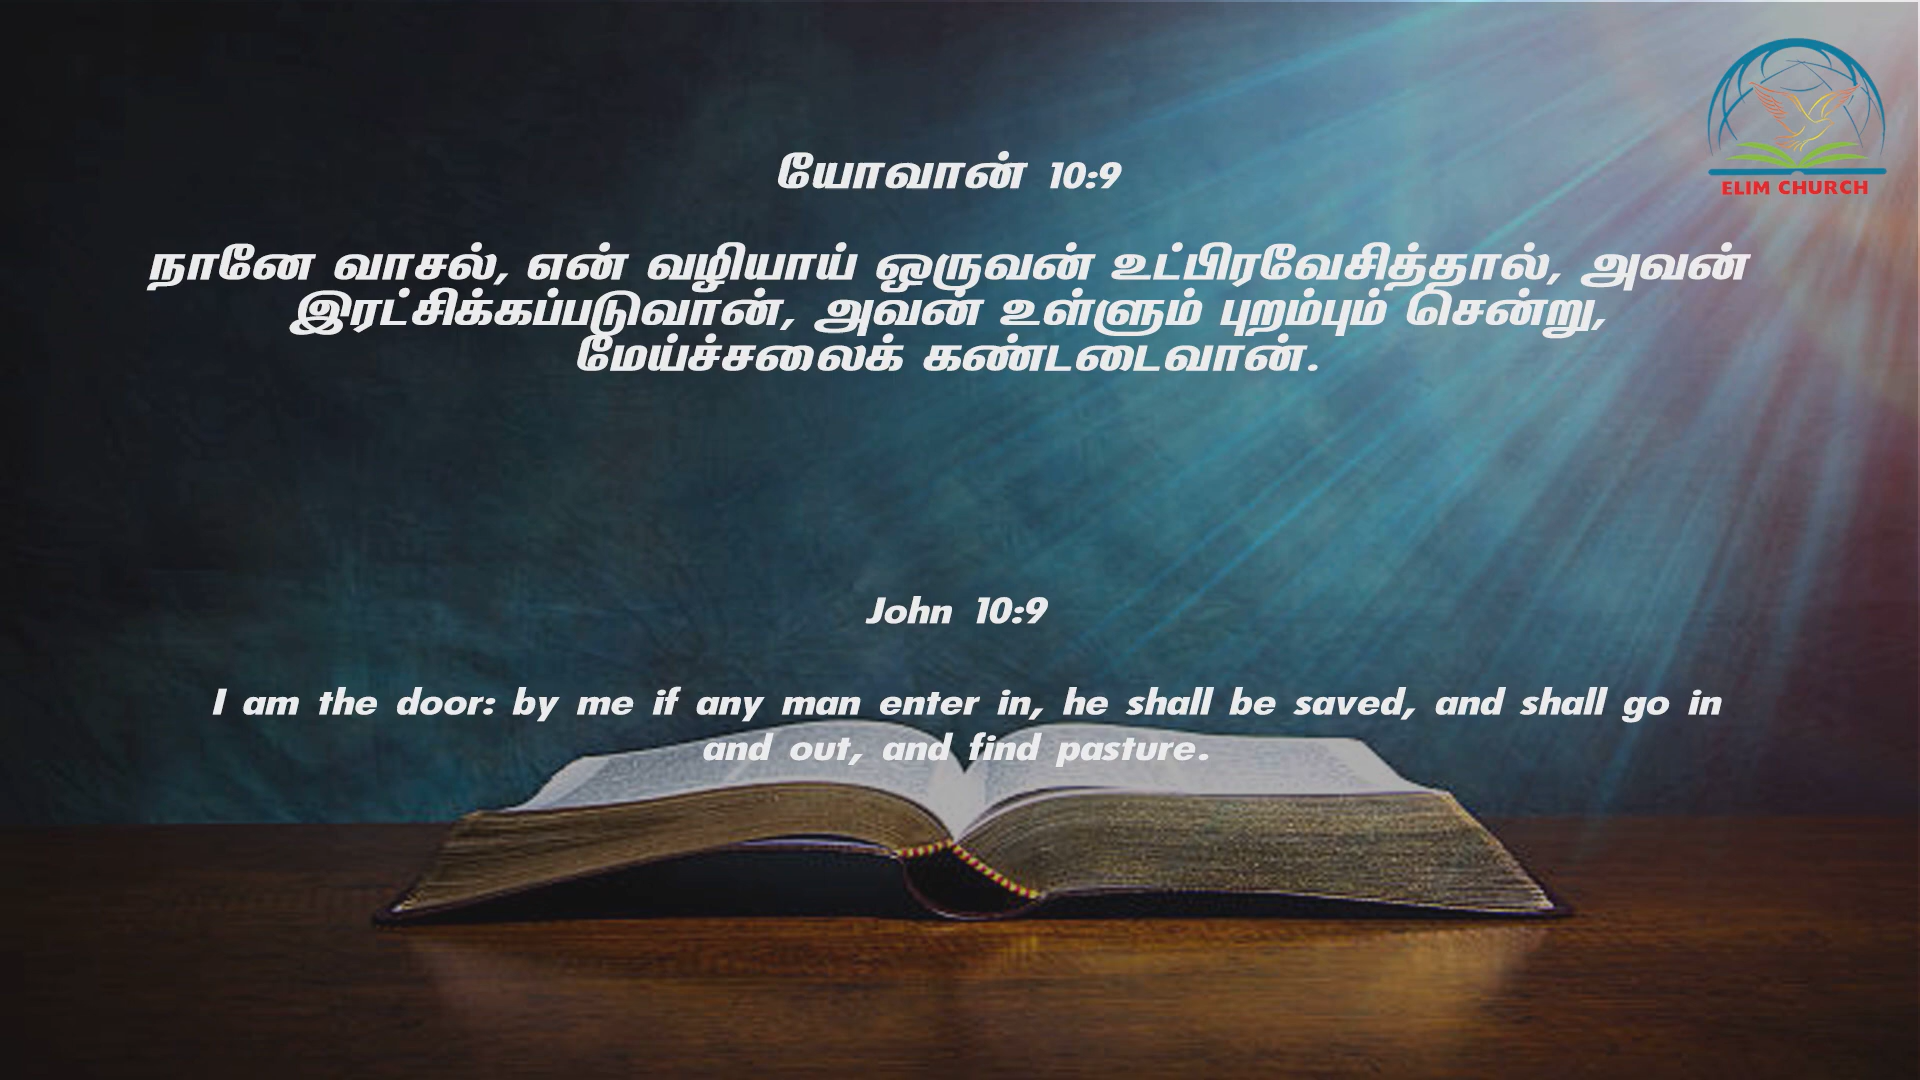 ELIM CHURCH
யோவான் 10:9
நானே வாசல், என் வழியாய் ஒருவன் உட்பிரவேசித்தால், அவன்
இரட்சிக்கப்படுவான், அவன் உள்ளும் புறம்பும் சென்று,
மேய்ச்சலைக் கண்டடைவான்.
John 10:9
I am the door: by me if any man enter in, he shall be saved, and shall go in
and out, and find pasture.